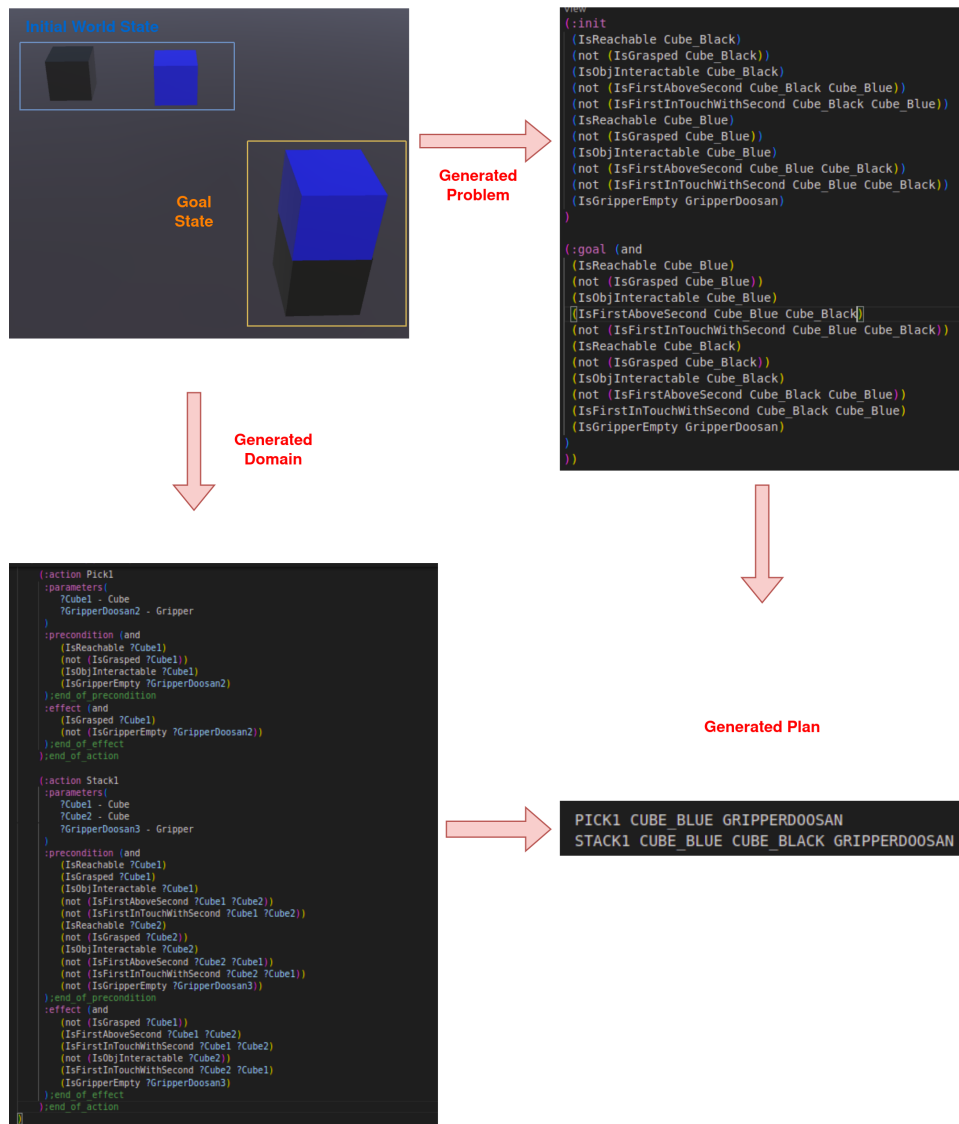 Initial World State
Goal
State
Generated
Problem
View
(:init
(IsReachable Cube_Black)
(not (IsGrasped Cube_Black))
(IsObjInteractable Cube_Black)
(not (IsFirstAboveSecond Cube_Black Cube_Blue))
(not (IsFirstInTouchWithSecond Cube_Black Cube_Blue))
(IsReachable Cube_Blue)
(not (IsGrasped Cube_Blue))
(IsObjInteractable Cube_Blue)
(not (IsFirstAboveSecond Cube_Blue Cube_Black))
(not (IsFirstInTouchWithSecond Cube_Blue Cube_Black))
(IsGripperEmpty GripperDoosan)
)
(:goal (and
(IsReachable Cube_Blue)
(not (IsGrasped Cube_Blue))
(IsObjInteractable Cube_Blue)
(IsFirstAboveSecond Cube_Blue Cube_Black)
(not (IsFirstInTouchWithSecond Cube_Blue Cube_Black))
(IsReachable Cube_Black)
(not (IsGrasped Cube_Black))
(IsObjInteractable Cube_Black)
(not (IsFirstAboveSecond Cube_Black Cube_Blue))
(IsFirstInTouchWithSecond Cube_Black Cube_Blue)
(IsGripperEmpty GripperDoosan)
)
))
Generated
Domain
(:action Pick1
:parameters(
?Cube1 - Cube
?GripperDoosan2 - Gripper
)
:precondition (and
(IsReachable ?Cube1)
(not (IsGrasped ?Cube1))
(IsObjInteractable ?Cube1)
(IsGripperEmpty ?GripperDoosan2)
);end_of_precondition
:effect (and
(IsGrasped ?Cube1)
(not (IsGripperEmpty ?GripperDoosan2))
);end_of_effect
);end_of_action
(:action Stack1
:parameters(
?Cube1 - Cube
?Cube2 - Cube
?GripperDoosan3 - Gripper
)
:precondition (and
(IsReachable ?Cube1)
(IsGrasped ?Cube1)
(IsObjInteractable ?Cube1)
(not (IsFirstAboveSecond ?Cube1 ?Cube2))
(not (IsFirstInTouchWithSecond ?Cube1 ?Cube2))
(IsReachable ?Cube2)
(not (IsGrasped ?Cube2))
(IsObjInteractable ?Cube2)
(not (IsFirstAboveSecond ?Cube2 ?Cube1))
(not (IsFirstInTouchWithSecond ?Cube2 ?Cube1))
(not (IsGripperEmpty ?GripperDoosan3))
);end_of_precondition
:effect (and
(not (IsGrasped ?Cube1))
(IsFirstAboveSecond ?Cube1 ?Cube2)
(IsFirstInTouchWithSecond ?Cube1 ?Cube2)
(not (IsObjInteractable ?Cube2))
(IsFirstInTouchWithSecond ?Cube2 ?Cube1)
(IsGripperEmpty ?GripperDoosan3)
);end_of_effect
);end_of_action
)
Generated Plan
PICK1 CUBE_BLUE GRIPPERDOOSAN
STACK1 CUBE_BLUE CUBE_BLACK GRIPPERDOOSAN